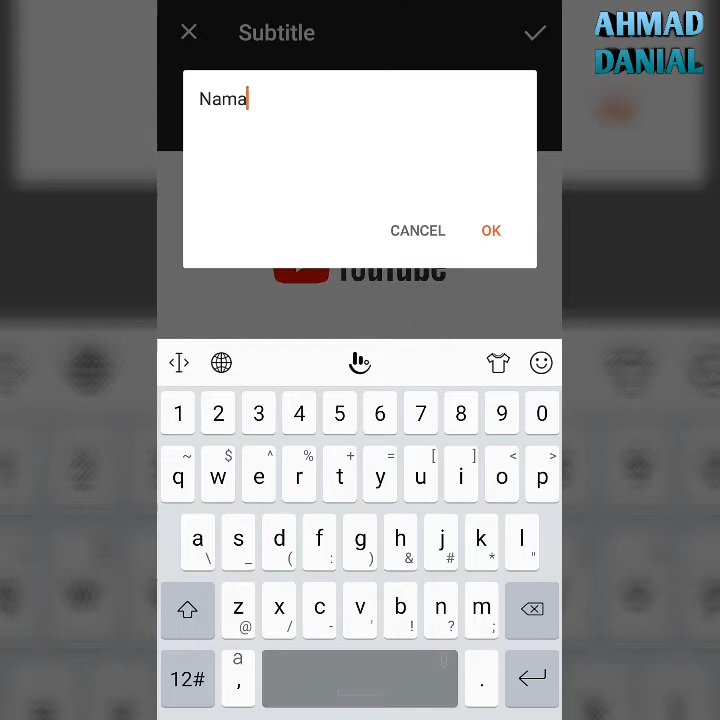 AHMAD
DANIAL
Subtitle
Nama
CANCEL OK
YouTube
1 2 3 4 5 6 7 8 9 0
~ $ ^ % + = [ ] < >
q w e r t y u i o p
a s d f g h j k l
\ _ ( : ) & # * "
z x c v b n m
@ / - ' ! ? ;
12# a , .